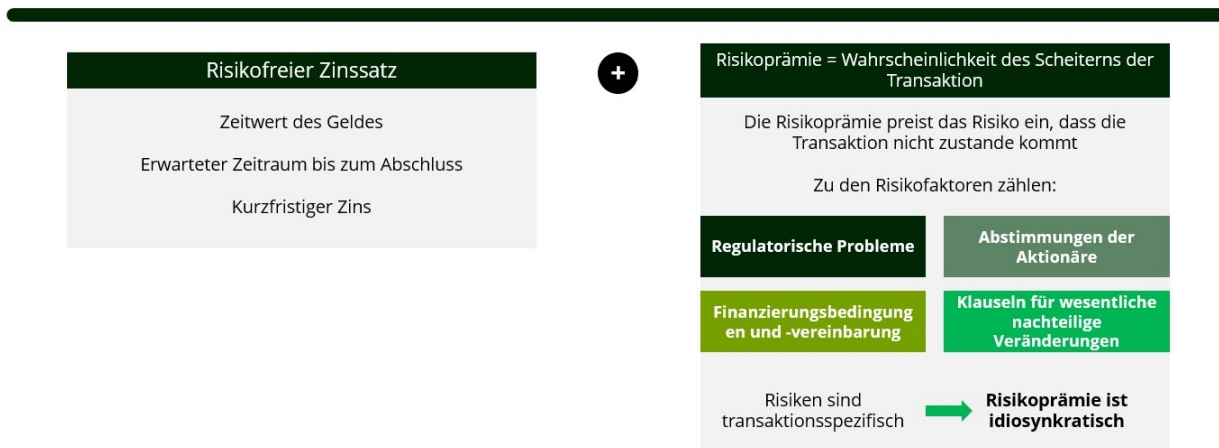 Risikofreier Zinssatz
Zeitwert des Geldes
Erwarteter Zeitraum bis zum Abschluss
Kurzfristiger Zins
+
Risikoprämie = Wahrscheinlichkeit des Scheiterns der
Transaktion
Die Risikoprämie preist das Risiko ein, dass die
Transaktion nicht zustande kommt
Zu den Risikofaktoren zählen:
Regulatorische Probleme
Abstimmungen der
Aktionäre
Finanzierungsbedingung
en und -vereinbarung
Klauseln für wesentliche
nachteilige
Veränderungen
Risiken sind
transaktionsspezifisch
Risikoprämie ist
idiosynkratisch